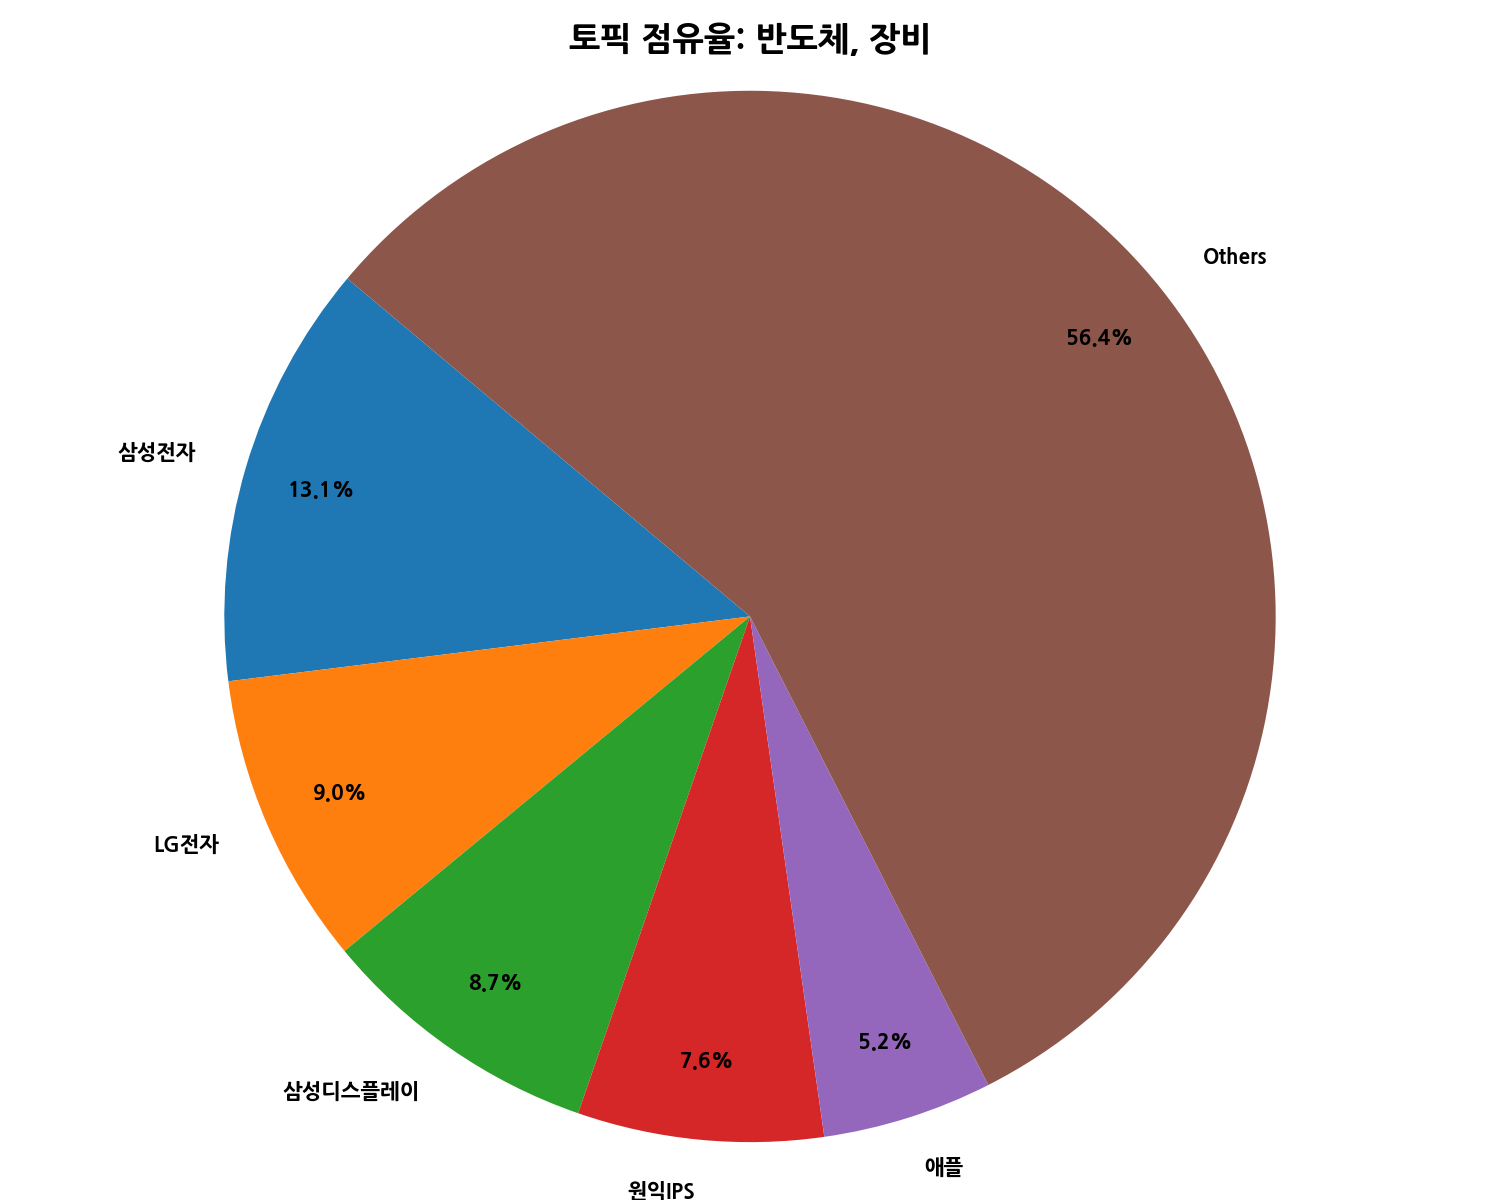 토픽 점유율: 반도체, 장비
Others
56.4%
삼성전자
13.1%
9.0%
LG전자
8.7%
삼성디스플레이
7.6%
원익IPS
5.2%
애플